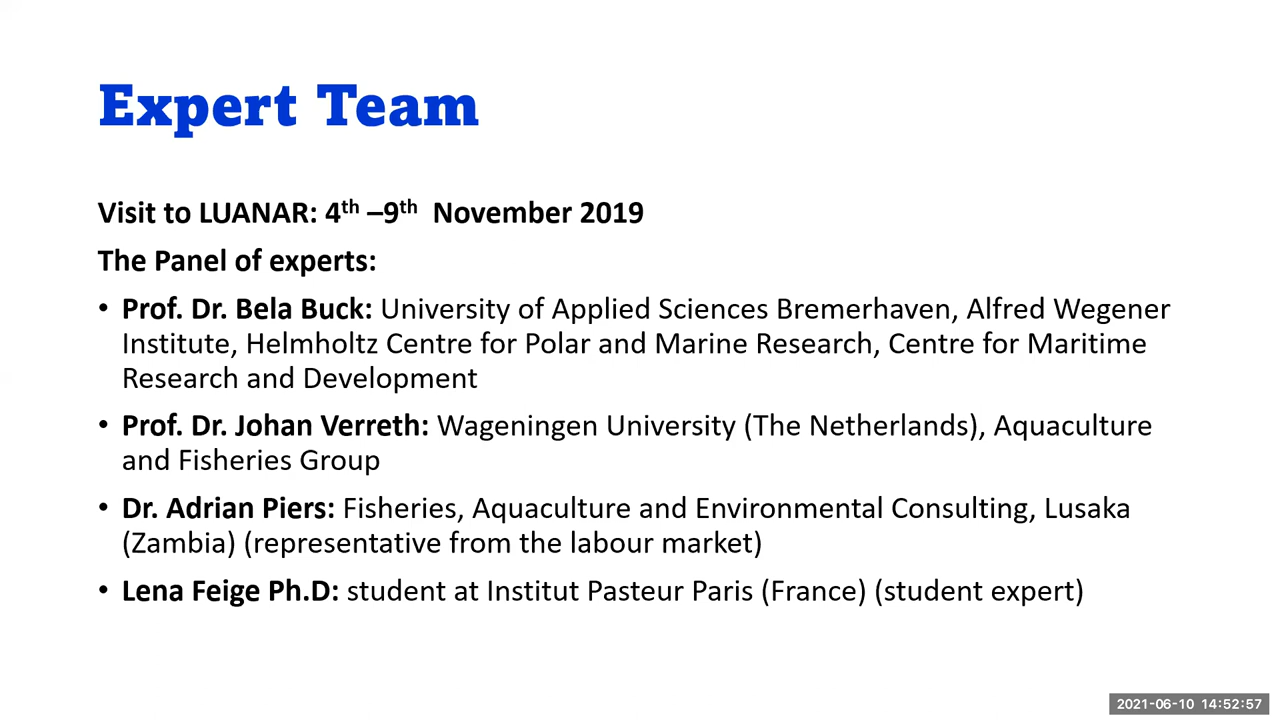 Expert Team
Visit to LUANAR: 4th –9th November 2019
The Panel of experts:
• Prof. Dr. Bela Buck: University of Applied Sciences Bremerhaven, Alfred Wegener
Institute, Helmholtz Centre for Polar and Marine Research, Centre for Maritime
Research and Development
• Prof. Dr. Johan Verreth: Wageningen University (The Netherlands), Aquaculture
and Fisheries Group
• Dr. Adrian Piers: Fisheries, Aquaculture and Environmental Consulting, Lusaka
(Zambia) (representative from the labour market)
• Lena Feige Ph.D: student at Institut Pasteur Paris (France) (student expert)
2021-06-10 14:52:57